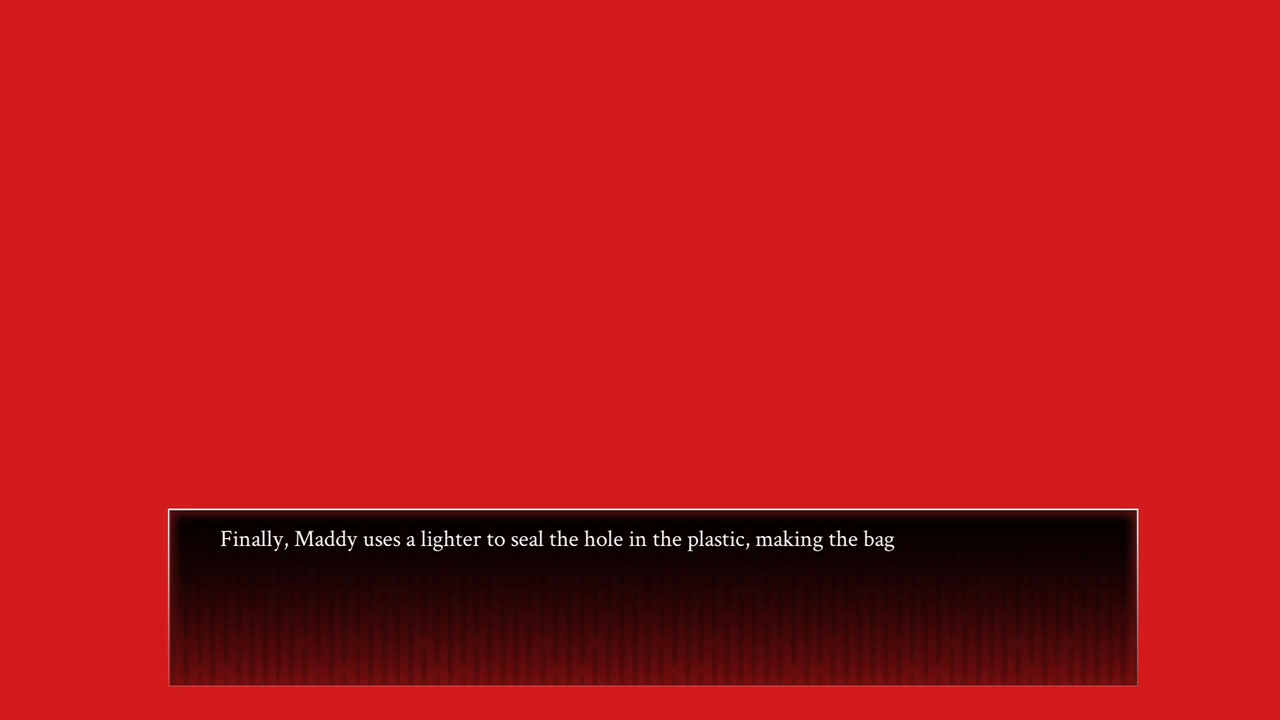 Finally, Maddy uses a lighter to seal the hole in the plastic, making the bag